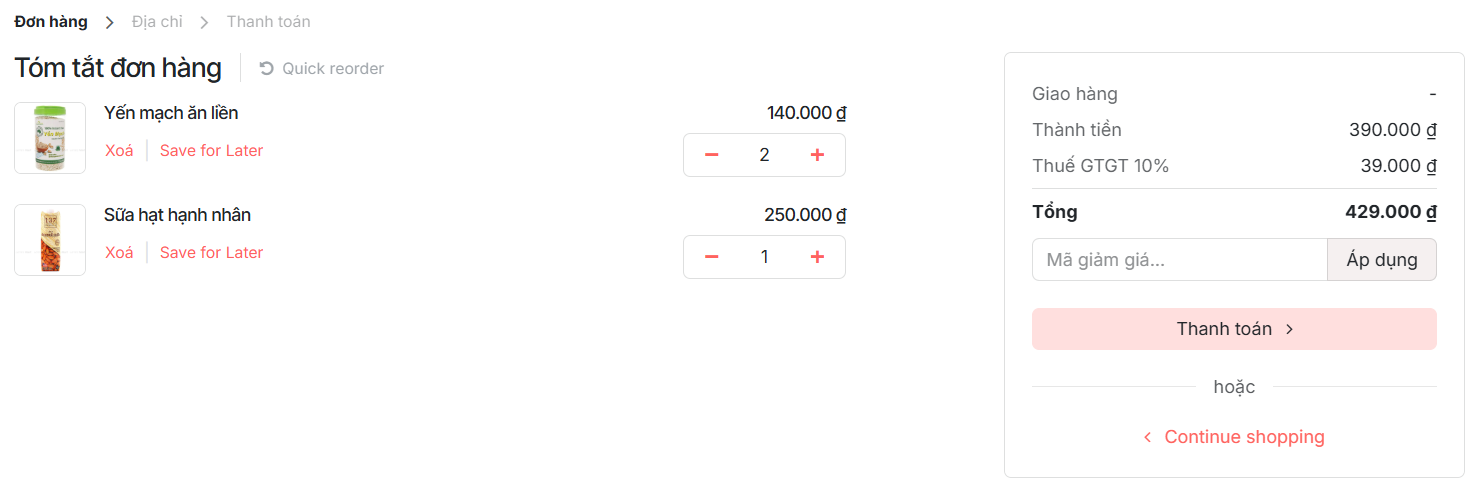 Đơn hàng > Địa chỉ > Thanh toán
Tóm tắt đơn hàng
Quick reorder
Yến mạch ăn liền
140.000 ₫
Xoá
Save for Later
− 2 +
Sữa hạt hạnh nhân
250.000 ₫
Xoá
Save for Later
− 1 +
Giao hàng -
Thành tiền 390.000 ₫
Thuế GTGT 10% 39.000 ₫
Tổng 429.000 ₫
Mã giảm giá... Áp dụng
Thanh toán >
hoặc
< Continue shopping